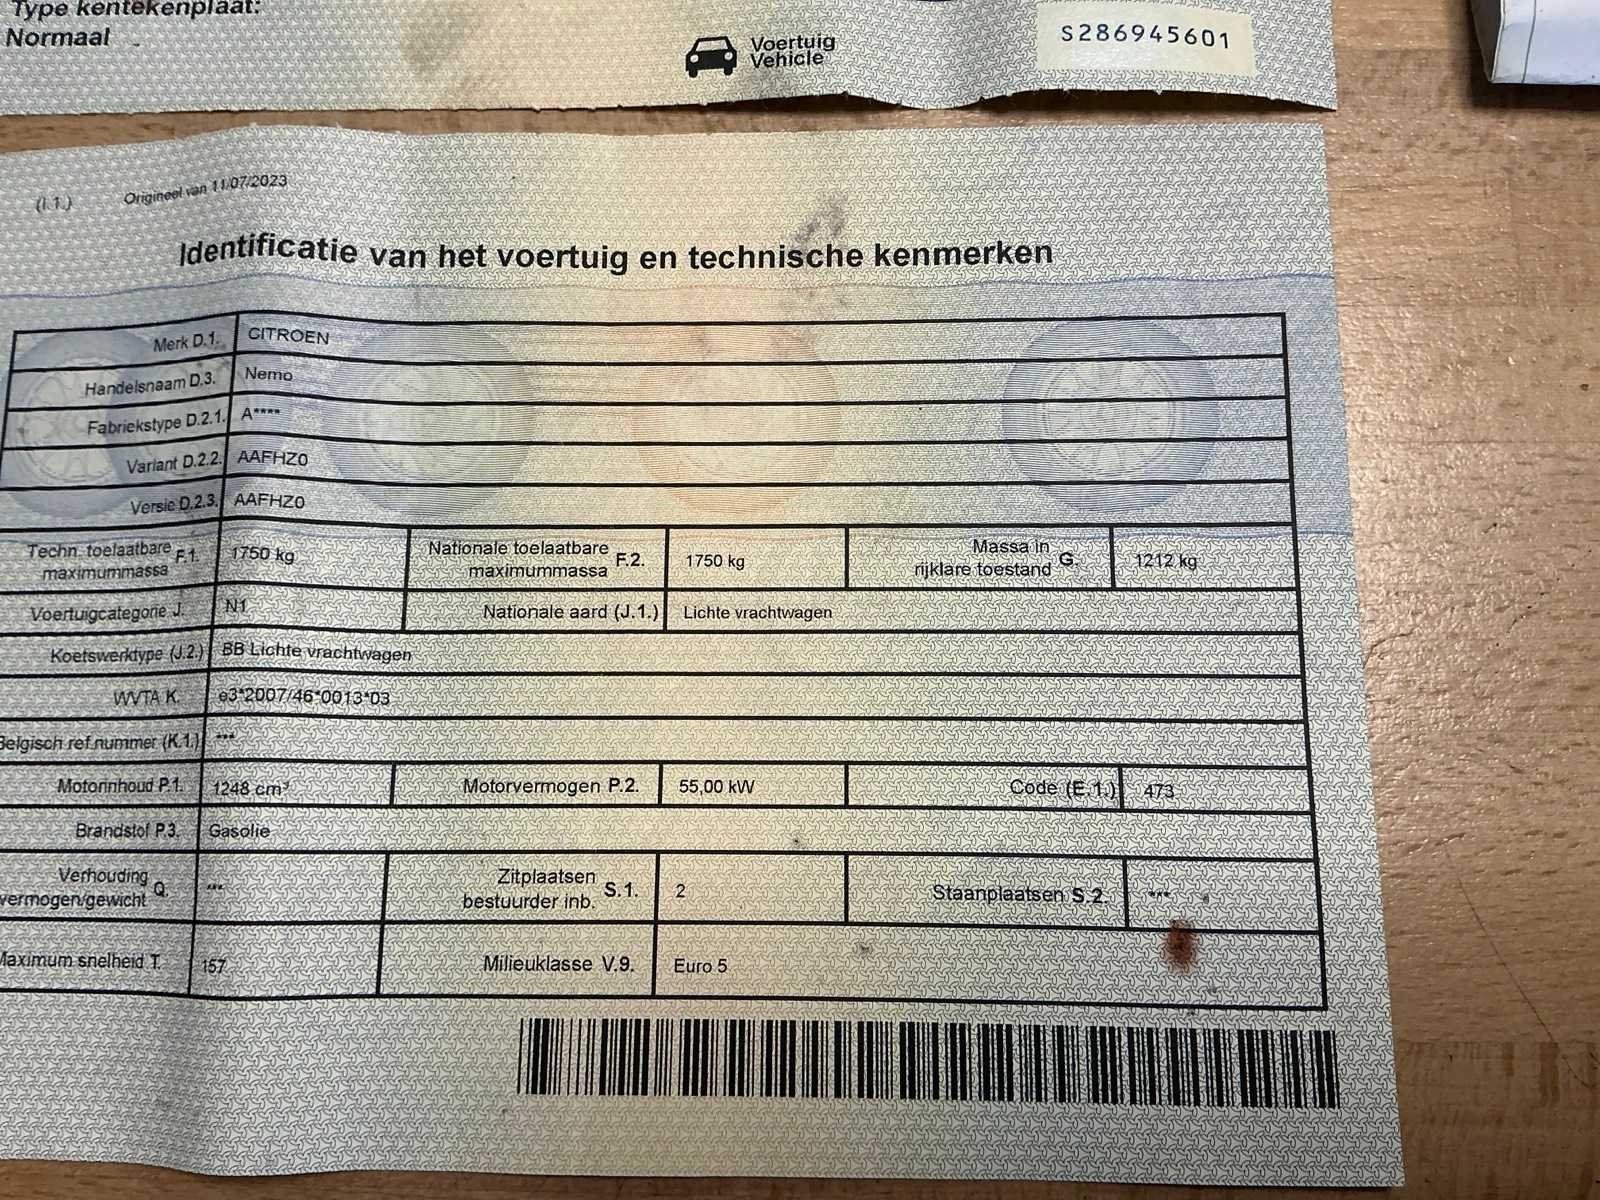 Type kentekenplaat:
Normaal
Voertuig
Vehicle
S286945601
(I.1.) Origineel van 11/07/2023
Identificatie van het voertuig en technische kenmerken
Merk D.1. CITROEN
Handelsnaam D.3. Nemo
Fabriekstype D.2.1. A****
Variant D.2.2. AAFHZ0
Versie D.2.3. AAFHZ0
Techn. toelaatbare maximummassa F.1. 1750 kg Nationale toelaatbare maximummassa F.2. 1750 kg Massa in rijklare toestand G. 1212 kg
Voertuigcategorie J. N1 Nationale aard (J.1.) Lichte vrachtwagen
Koetswerktype (J.2.) BB Lichte vrachtwagen
WVTA K. e3*2007/46*0013*03
Belgisch ref.nummer (K.1.) ***
Motorinhoud P.1. 1248 cm³ Motorvermogen P.2. 55,00 kW Code (E.1.) 473
Brandstof P.3. Gasolie
Verhouding vermogen/gewicht Q. *** Zitplaatsen bestuurder inb. S.1. 2 Staanplaatsen S.2. ***
Maximum snelheid T. 157 Milieuklasse V.9. Euro 5